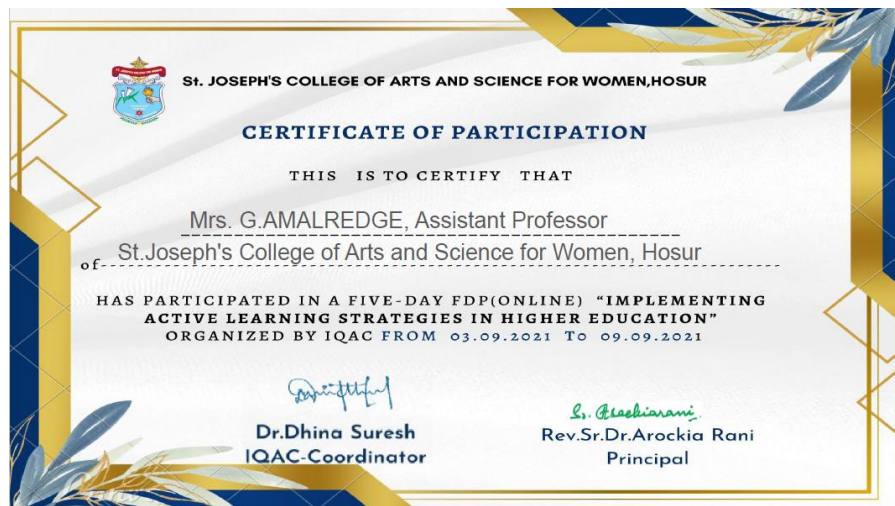 St. JOSEPH'S COLLEGE OF ARTS AND SCIENCE FOR WOMEN,HOSUR
CERTIFICATE OF PARTICIPATION
THIS IS TO CERTIFY THAT
Mrs. G.AMALREDGE, Assistant Professor
of St.Joseph's College of Arts and Science for Women, Hosur
HAS PARTICIPATED IN A FIVE-DAY FDP(ONLINE) "IMPLEMENTING
ACTIVE LEARNING STRATEGIES IN HIGHER EDUCATION"
ORGANIZED BY IQAC FROM 03.09.2021 To 09.09.2021
Dr.Dhina Suresh
IQAC-Coordinator
Rev.Sr.Dr.Arockia Rani
Principal